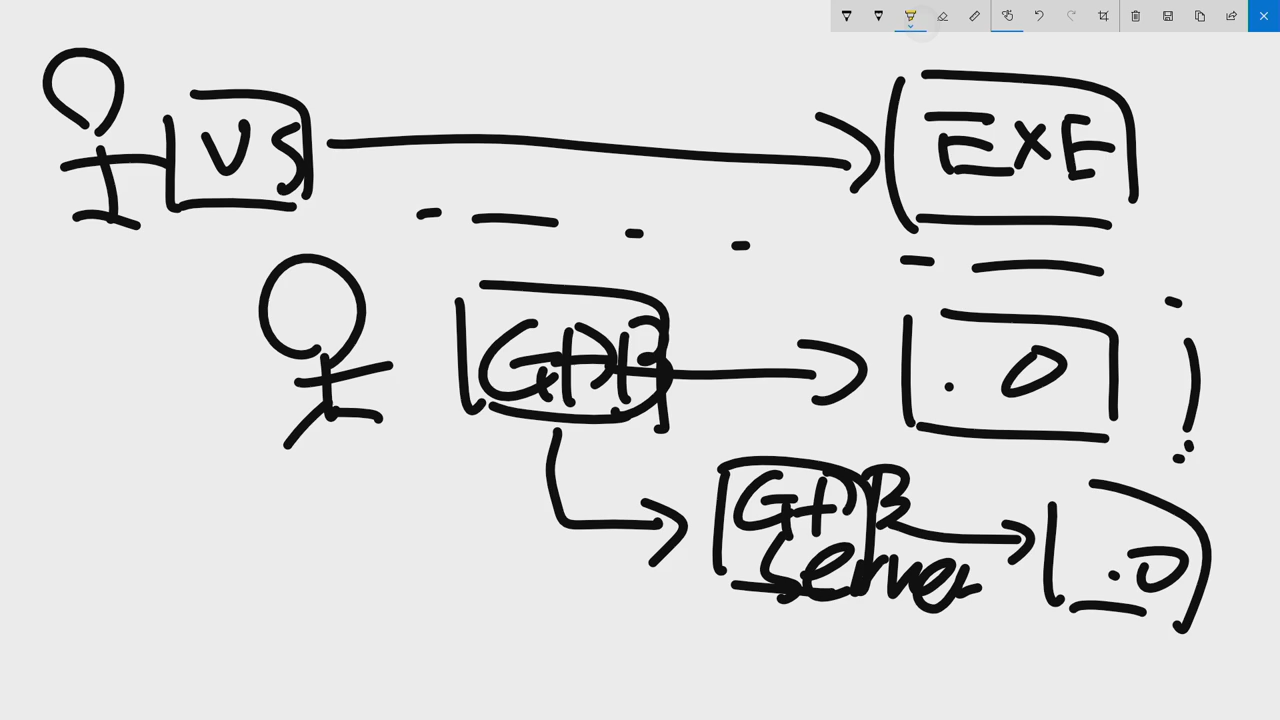 VS
EXE
GDB
.o
GDB
Server
.o